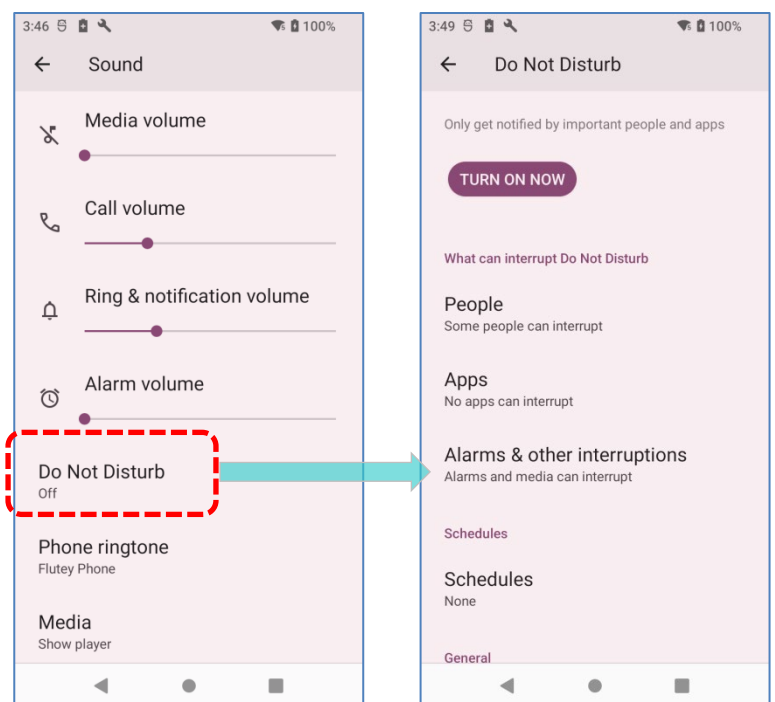 3:46 100%
Sound
Media volume
Call volume
Ring & notification volume
Alarm volume
Do Not Disturb
Off
Phone ringtone
Flutey Phone
Media
Show player
3:49 100%
Do Not Disturb
Only get notified by important people and apps
TURN ON NOW
What can interrupt Do Not Disturb
People
Some people can interrupt
Apps
No apps can interrupt
Alarms & other interruptions
Alarms and media can interrupt
Schedules
Schedules
None
General